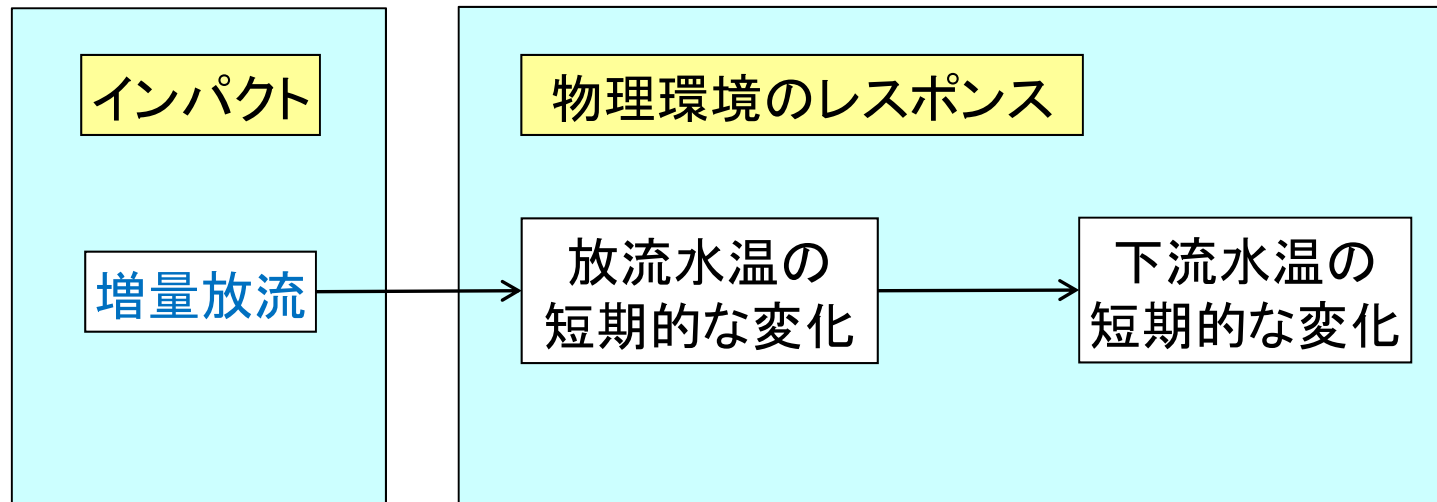 インパクト
物理環境のレスポンス
増量放流
放流水温の
短期的な変化
下流水温の
短期的な変化